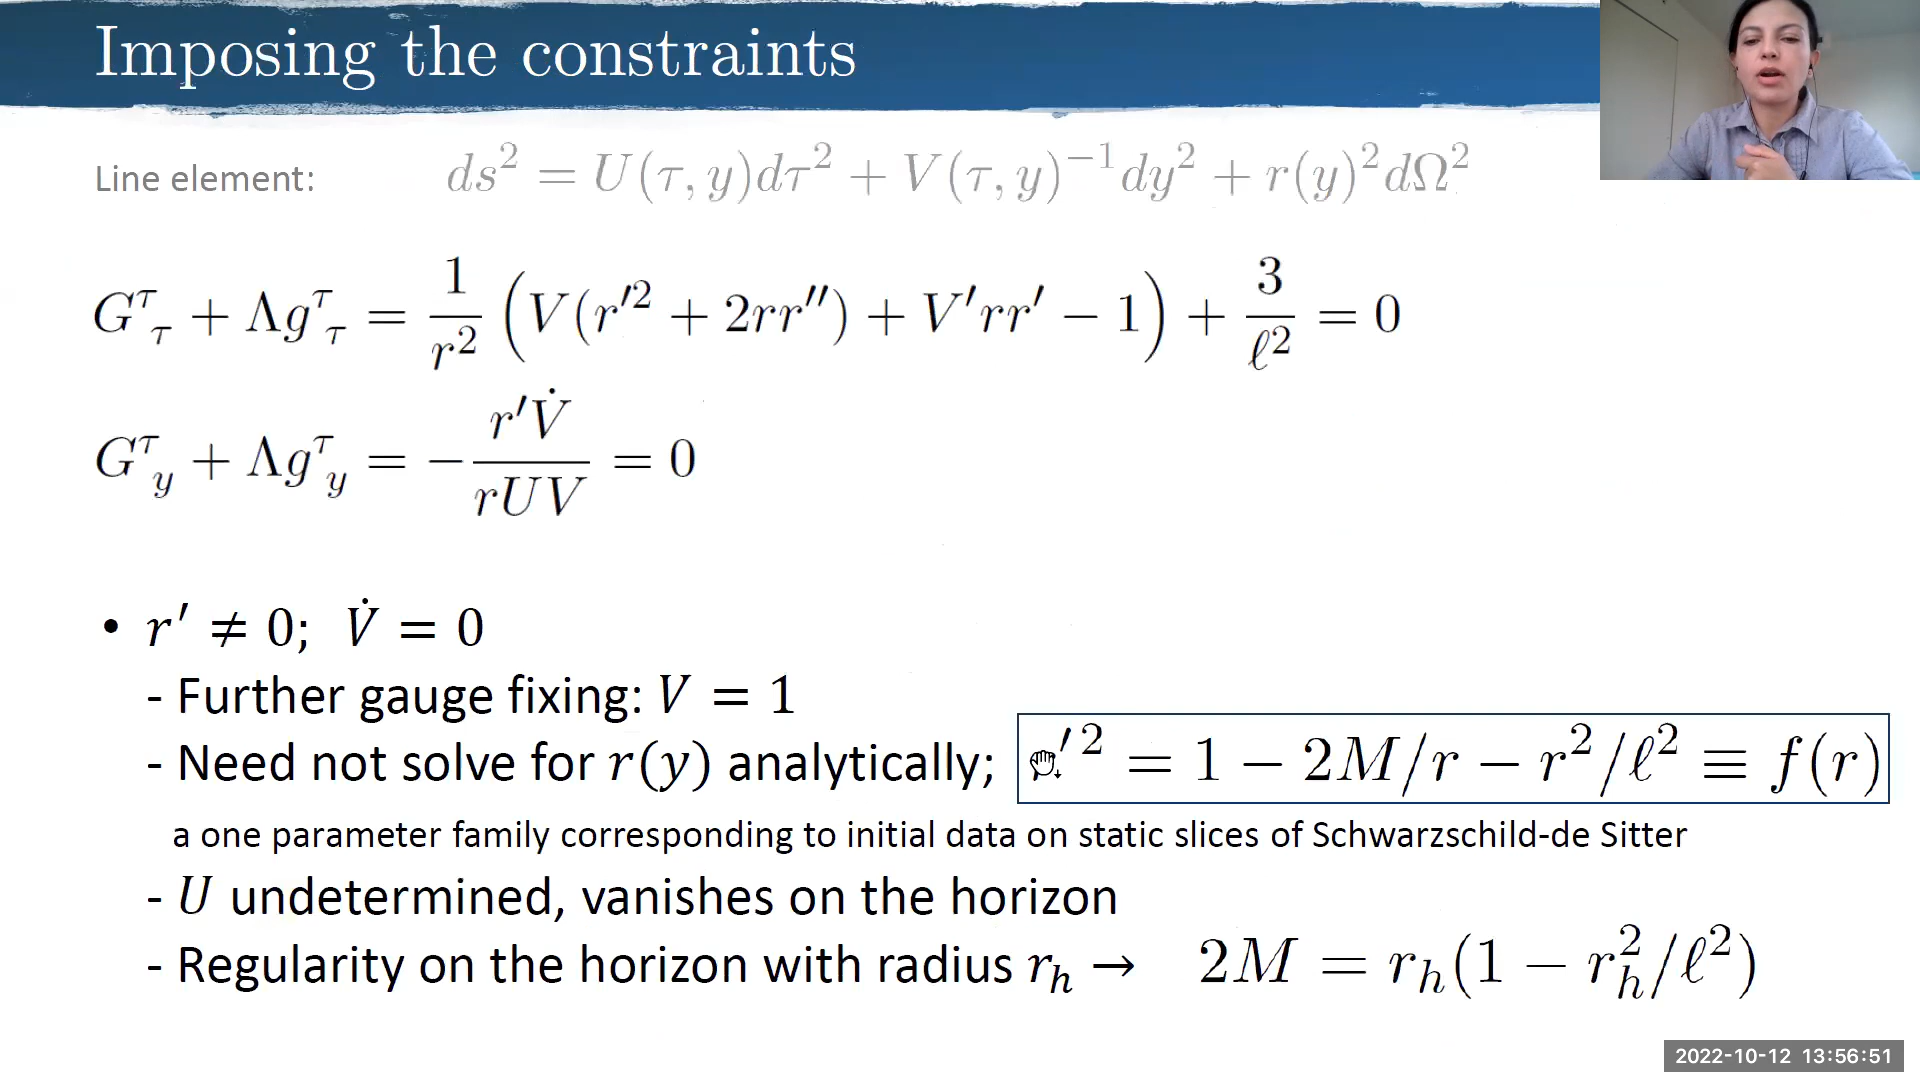 Imposing the constraints
Line element: ds² = U(τ, y)dτ² + V(τ, y)⁻¹dy² + r(y)²dΩ²
G^τ_τ + Λg^τ_τ = \frac{1}{r²} (V(r′² + 2rr″) + V′rr′ − 1) + \frac{3}{ℓ²} = 0
G^τ_y + Λg^τ_y = − \frac{r′V̇}{rUV} = 0
• r′ ≠ 0; V̇ = 0
- Further gauge fixing: V = 1
- Need not solve for r(y) analytically; ′² = 1 − 2M/r − r²/ℓ² ≡ f(r)
a one parameter family corresponding to initial data on static slices of Schwarzschild-de Sitter
- U undetermined, vanishes on the horizon
- Regularity on the horizon with radius r_h → 2M = r_h(1 − r_h²/ℓ²)
2022-10-12 13:56:51